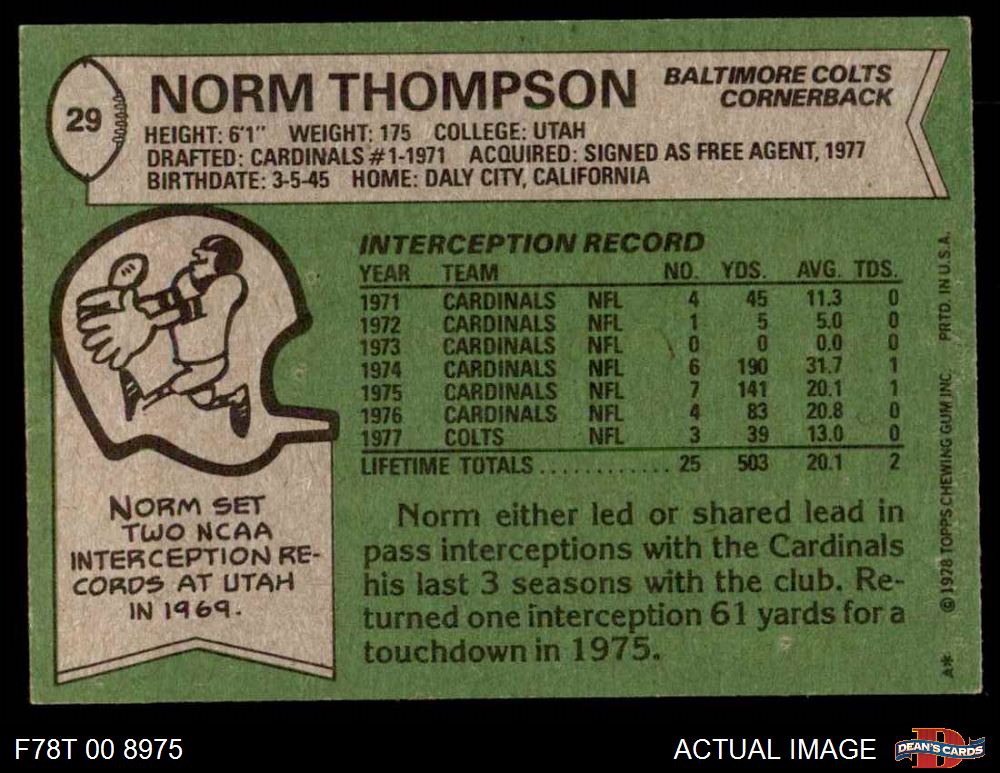 29
NORM THOMPSON
BALTIMORE COLTS
CORNERBACK
HEIGHT: 6'1" WEIGHT: 175 COLLEGE: UTAH
DRAFTED: CARDINALS #1-1971 ACQUIRED: SIGNED AS FREE AGENT, 1977
BIRTHDATE: 3-5-45 HOME: DALY CITY, CALIFORNIA
INTERCEPTION RECORD
YEAR TEAM NO. YDS. AVG. TDS.
1971 CARDINALS NFL 4 45 11.3 0
1972 CARDINALS NFL 1 5 5.0 0
1973 CARDINALS NFL 0 0 0.0 0
1974 CARDINALS NFL 6 190 31.7 1
1975 CARDINALS NFL 7 141 20.1 1
1976 CARDINALS NFL 4 83 20.8 0
1977 COLTS NFL 3 39 13.0 0
LIFETIME TOTALS............ 25 503 20.1 2
NORM SET
TWO NCAA
INTERCEPTION RE-
CORDS AT UTAH
IN 1969.
Norm either led or shared lead in
pass interceptions with the Cardinals
his last 3 seasons with the club. Re-
turned one interception 61 yards for a
touchdown in 1975.
A* © 1978 TOPPS CHEWING GUM INC. PRTD. IN U.S.A.
F78T 00 8975
ACTUAL IMAGE
D
DEAN'S CARDS